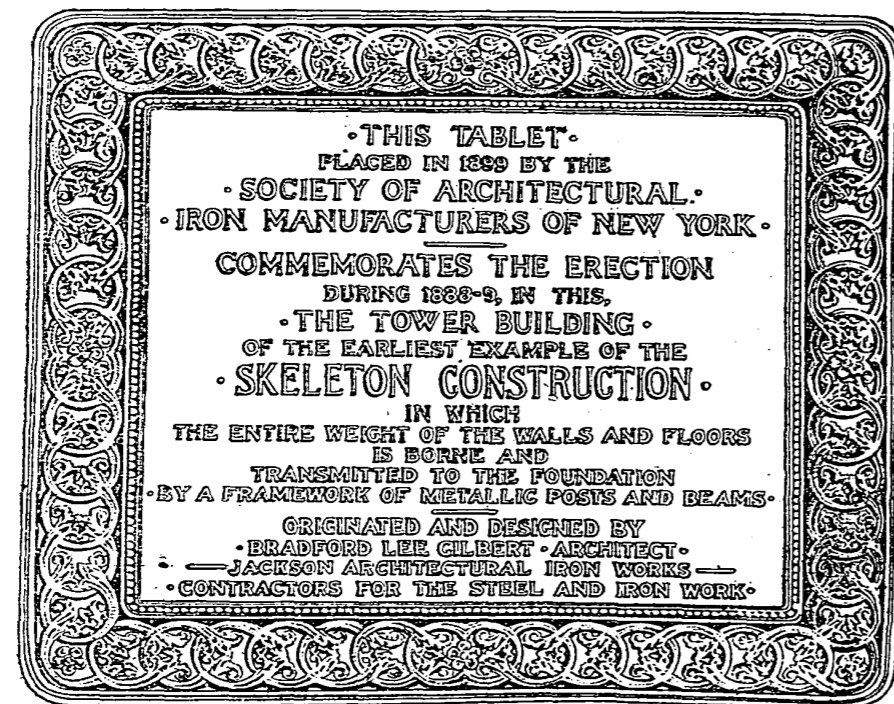 ·THIS TABLET·
PLACED IN 1899 BY THE
·SOCIETY OF ARCHITECTURAL·
·IRON MANUFACTURERS OF NEW YORK·
COMMEMORATES THE ERECTION
DURING 1888-9, IN THIS,
·THE TOWER BUILDING·
OF THE EARLIEST EXAMPLE OF THE
·SKELETON CONSTRUCTION·
IN WHICH
THE ENTIRE WEIGHT OF THE WALLS AND FLOORS
IS BORNE AND
TRANSMITTED TO THE FOUNDATION
·BY A FRAMEWORK OF METALLIC POSTS AND BEAMS·
ORIGINATED AND DESIGNED BY
·BRADFORD LEE GILBERT·ARCHITECT·
—JACKSON ARCHITECTURAL IRON WORKS—
·CONTRACTORS FOR THE STEEL AND IRON WORK·